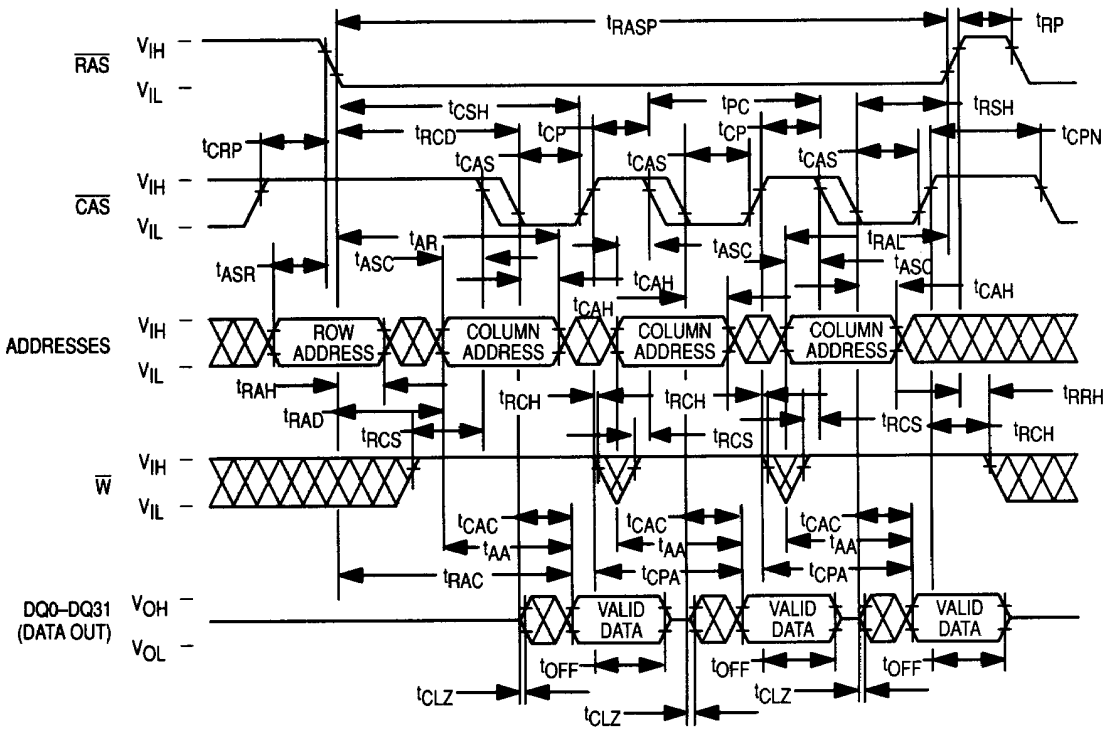 tRASP
tRP
RAS
VIH
VIL
tCSH
tPC
tRSH
tCRP
tRCD
tCP
tCP
tCPN
tCAS
tCAS
tCAS
CAS
VIH
VIL
tAR
tRAL
tASR
tASC
tASC
tASC
tCAH
tCAH
tCAH
ADDRESSES
VIH
VIL
ROW
ADDRESS
COLUMN
ADDRESS
COLUMN
ADDRESS
COLUMN
ADDRESS
tRAH
tRCH
tRCH
tRRH
tRAD
tRCS
tRCS
tRCS
tRCH
W
VIH
VIL
tCAC
tCAC
tCAC
tAA
tAA
tAA
tRAC
tCPA
tCPA
DQ0–DQ31
(DATA OUT)
VOH
VOL
VALID
DATA
VALID
DATA
VALID
DATA
tOFF
tOFF
tOFF
tCLZ
tCLZ
tCLZ